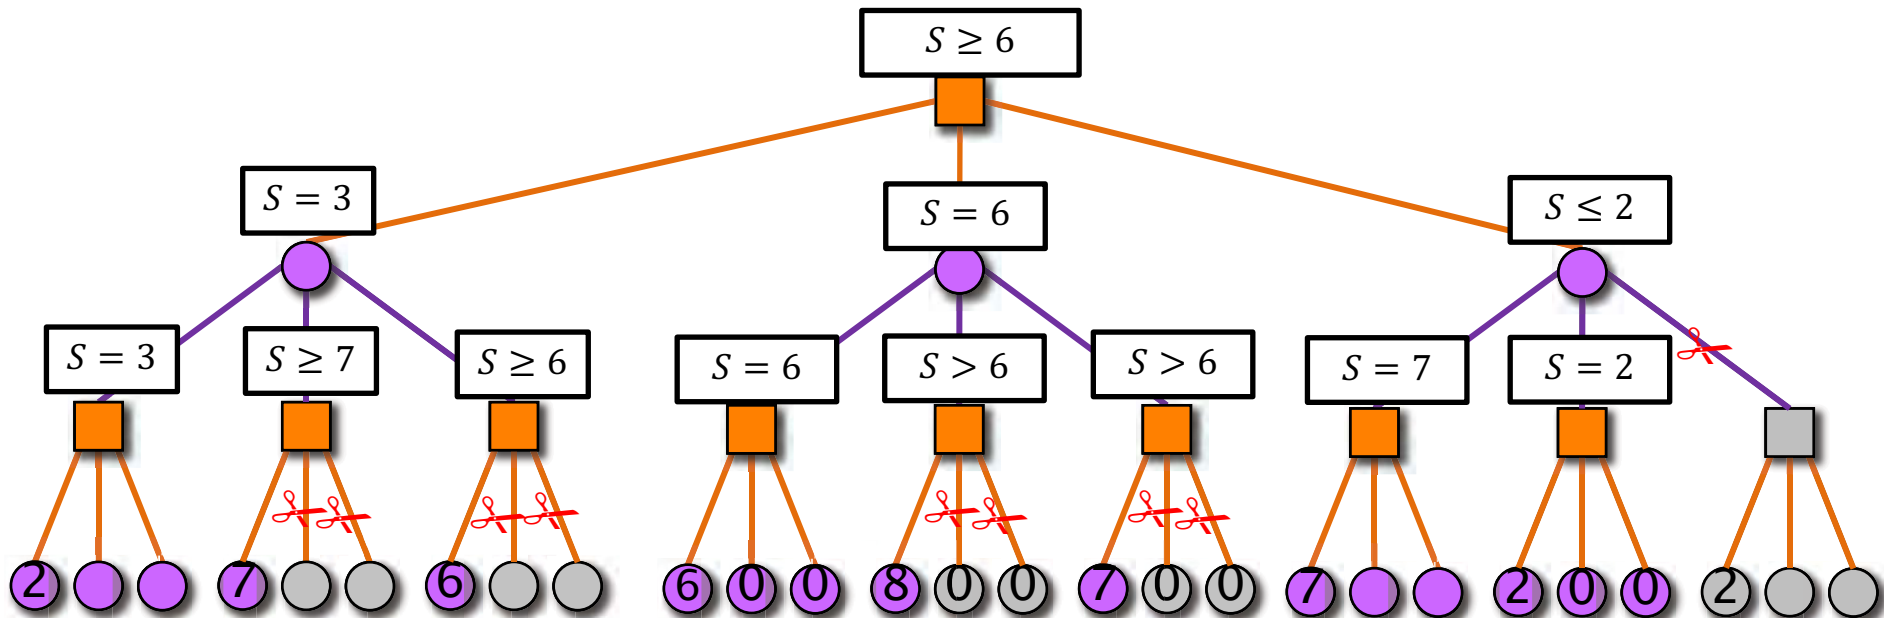 S ≥ 6
S = 3
S = 6
S ≤ 2
S = 3
S ≥ 7
S ≥ 6
S = 6
S > 6
S > 6
S = 7
S = 2
2 7 6 6 0 0 8 0 0 7 0 0 7 2 0 0 2